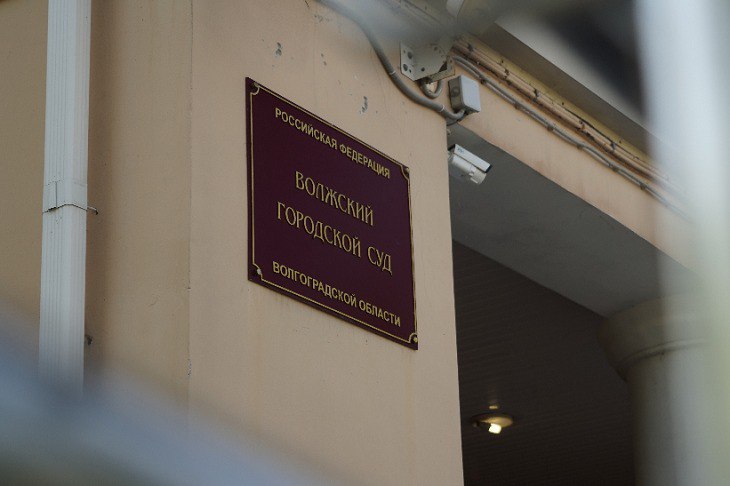 РОССИЙСКАЯ ФЕДЕРАЦИЯ
ВОЛЖСКИЙ
ГОРОДСКОЙ СУД
ВОЛГОГРАДСКОЙ ОБЛАСТИ